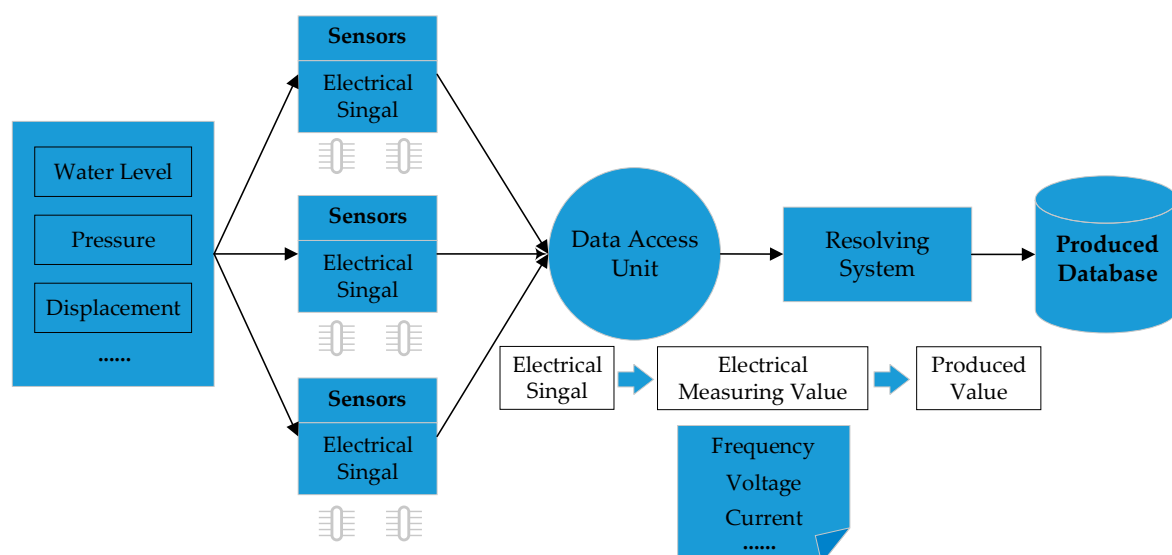 Water Level
Pressure
Displacement
......
Sensors
Electrical
Singal
Sensors
Electrical
Singal
Sensors
Electrical
Singal
Data Access
Unit
Resolving
System
Produced
Database
Electrical
Singal
Electrical
Measuring Value
Produced
Value
Frequency
Voltage
Current
......